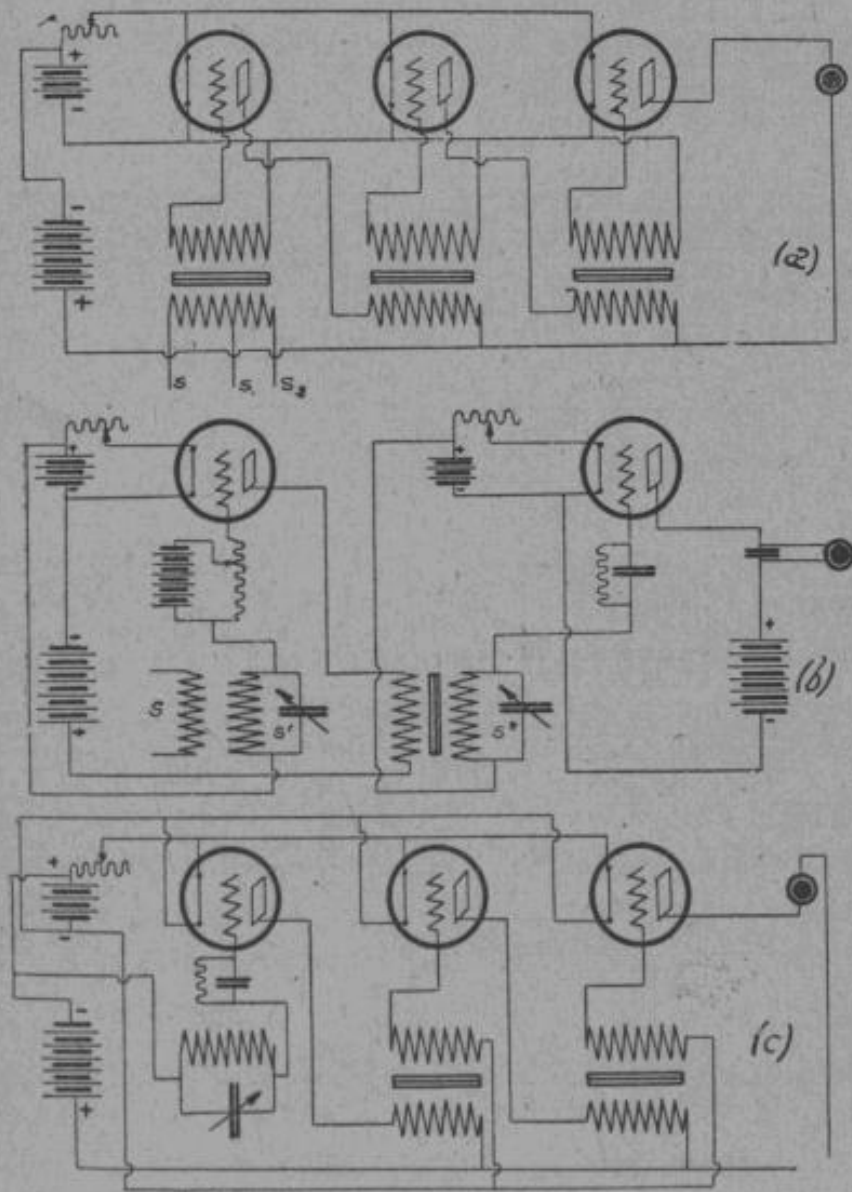 +
-
-
+
(a)
S
S₁
S₂
+
-
+
-
-
+
+
-
S
S'
S"
(b)
+
-
-
+
(c)